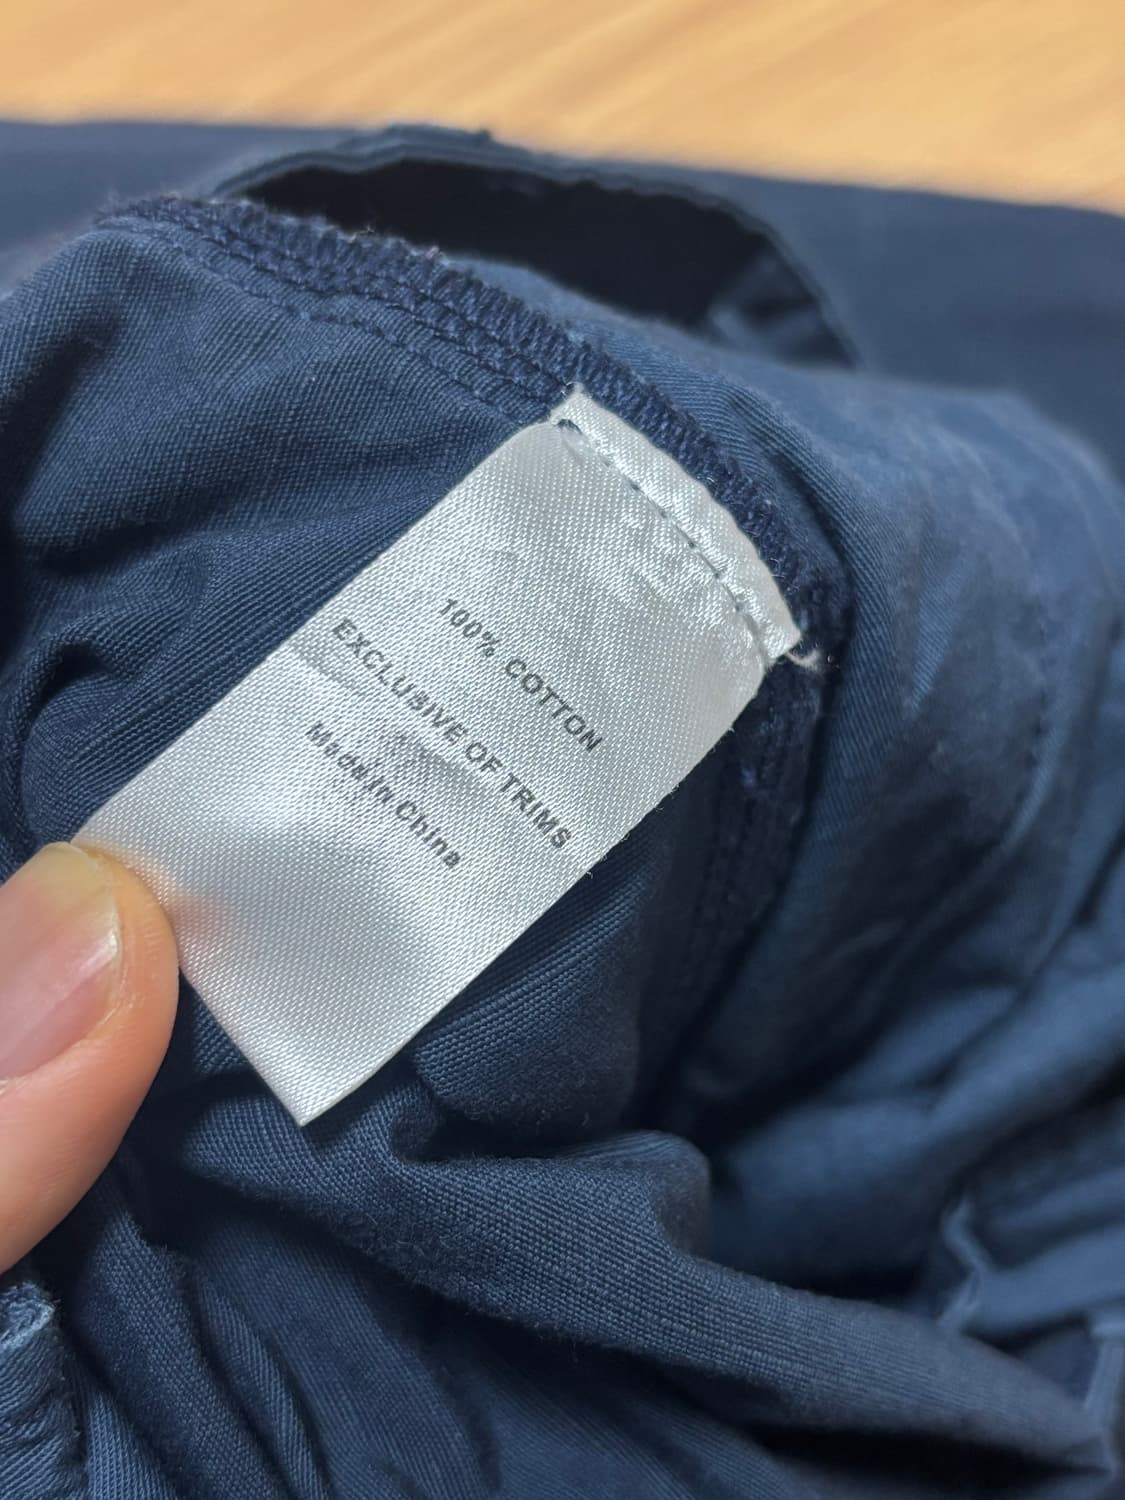 100% COTTON
EXCLUSIVE OF TRIMS
Made in China